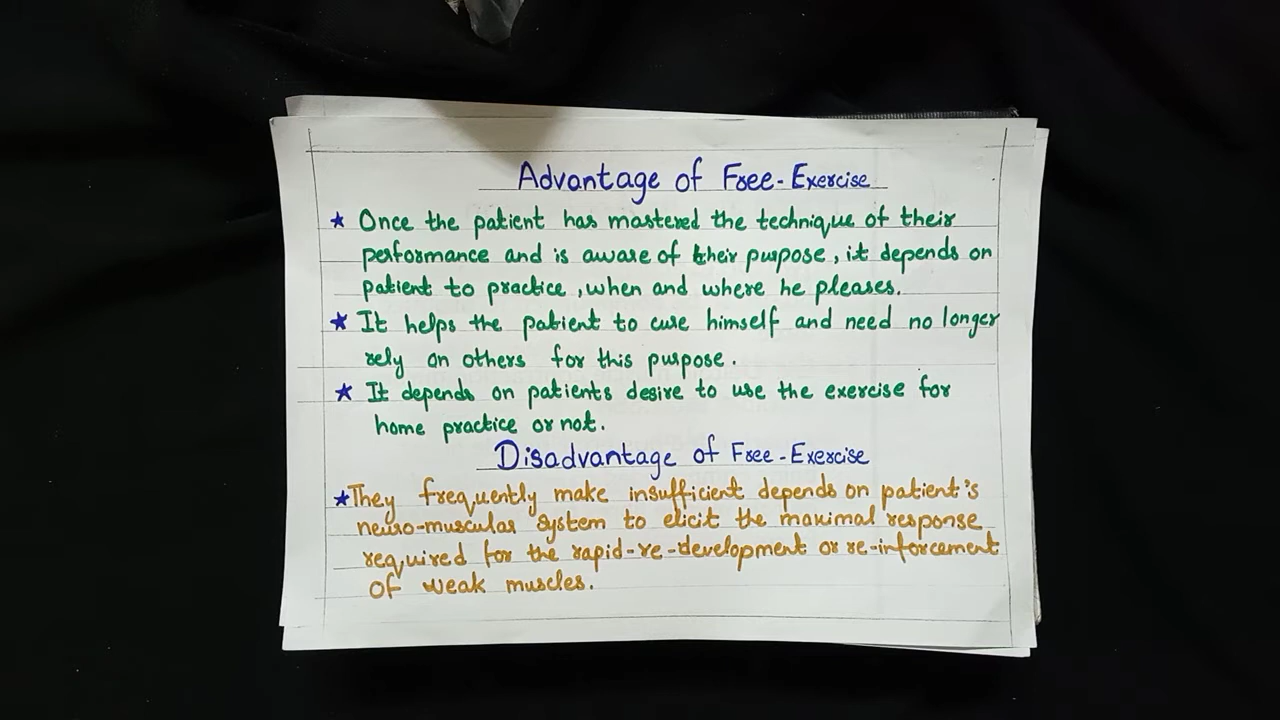 Advantage of Free-Exercise
★ Once the patient has mastered the technique of their
performance and is aware of their purpose, it depends on
patient to practice, when and where he pleases.
★ It helps the patient to cure himself and need no longer
rely on others for this purpose.
★ It depends on patients desire to use the exercise for
home practice or not.
Disadvantage of Free-Exercise
★ They frequently make insufficient depends on patient's
neuro-muscular system to elicit the maximal response
required for the rapid-re-development or re-inforcement
of weak muscles.